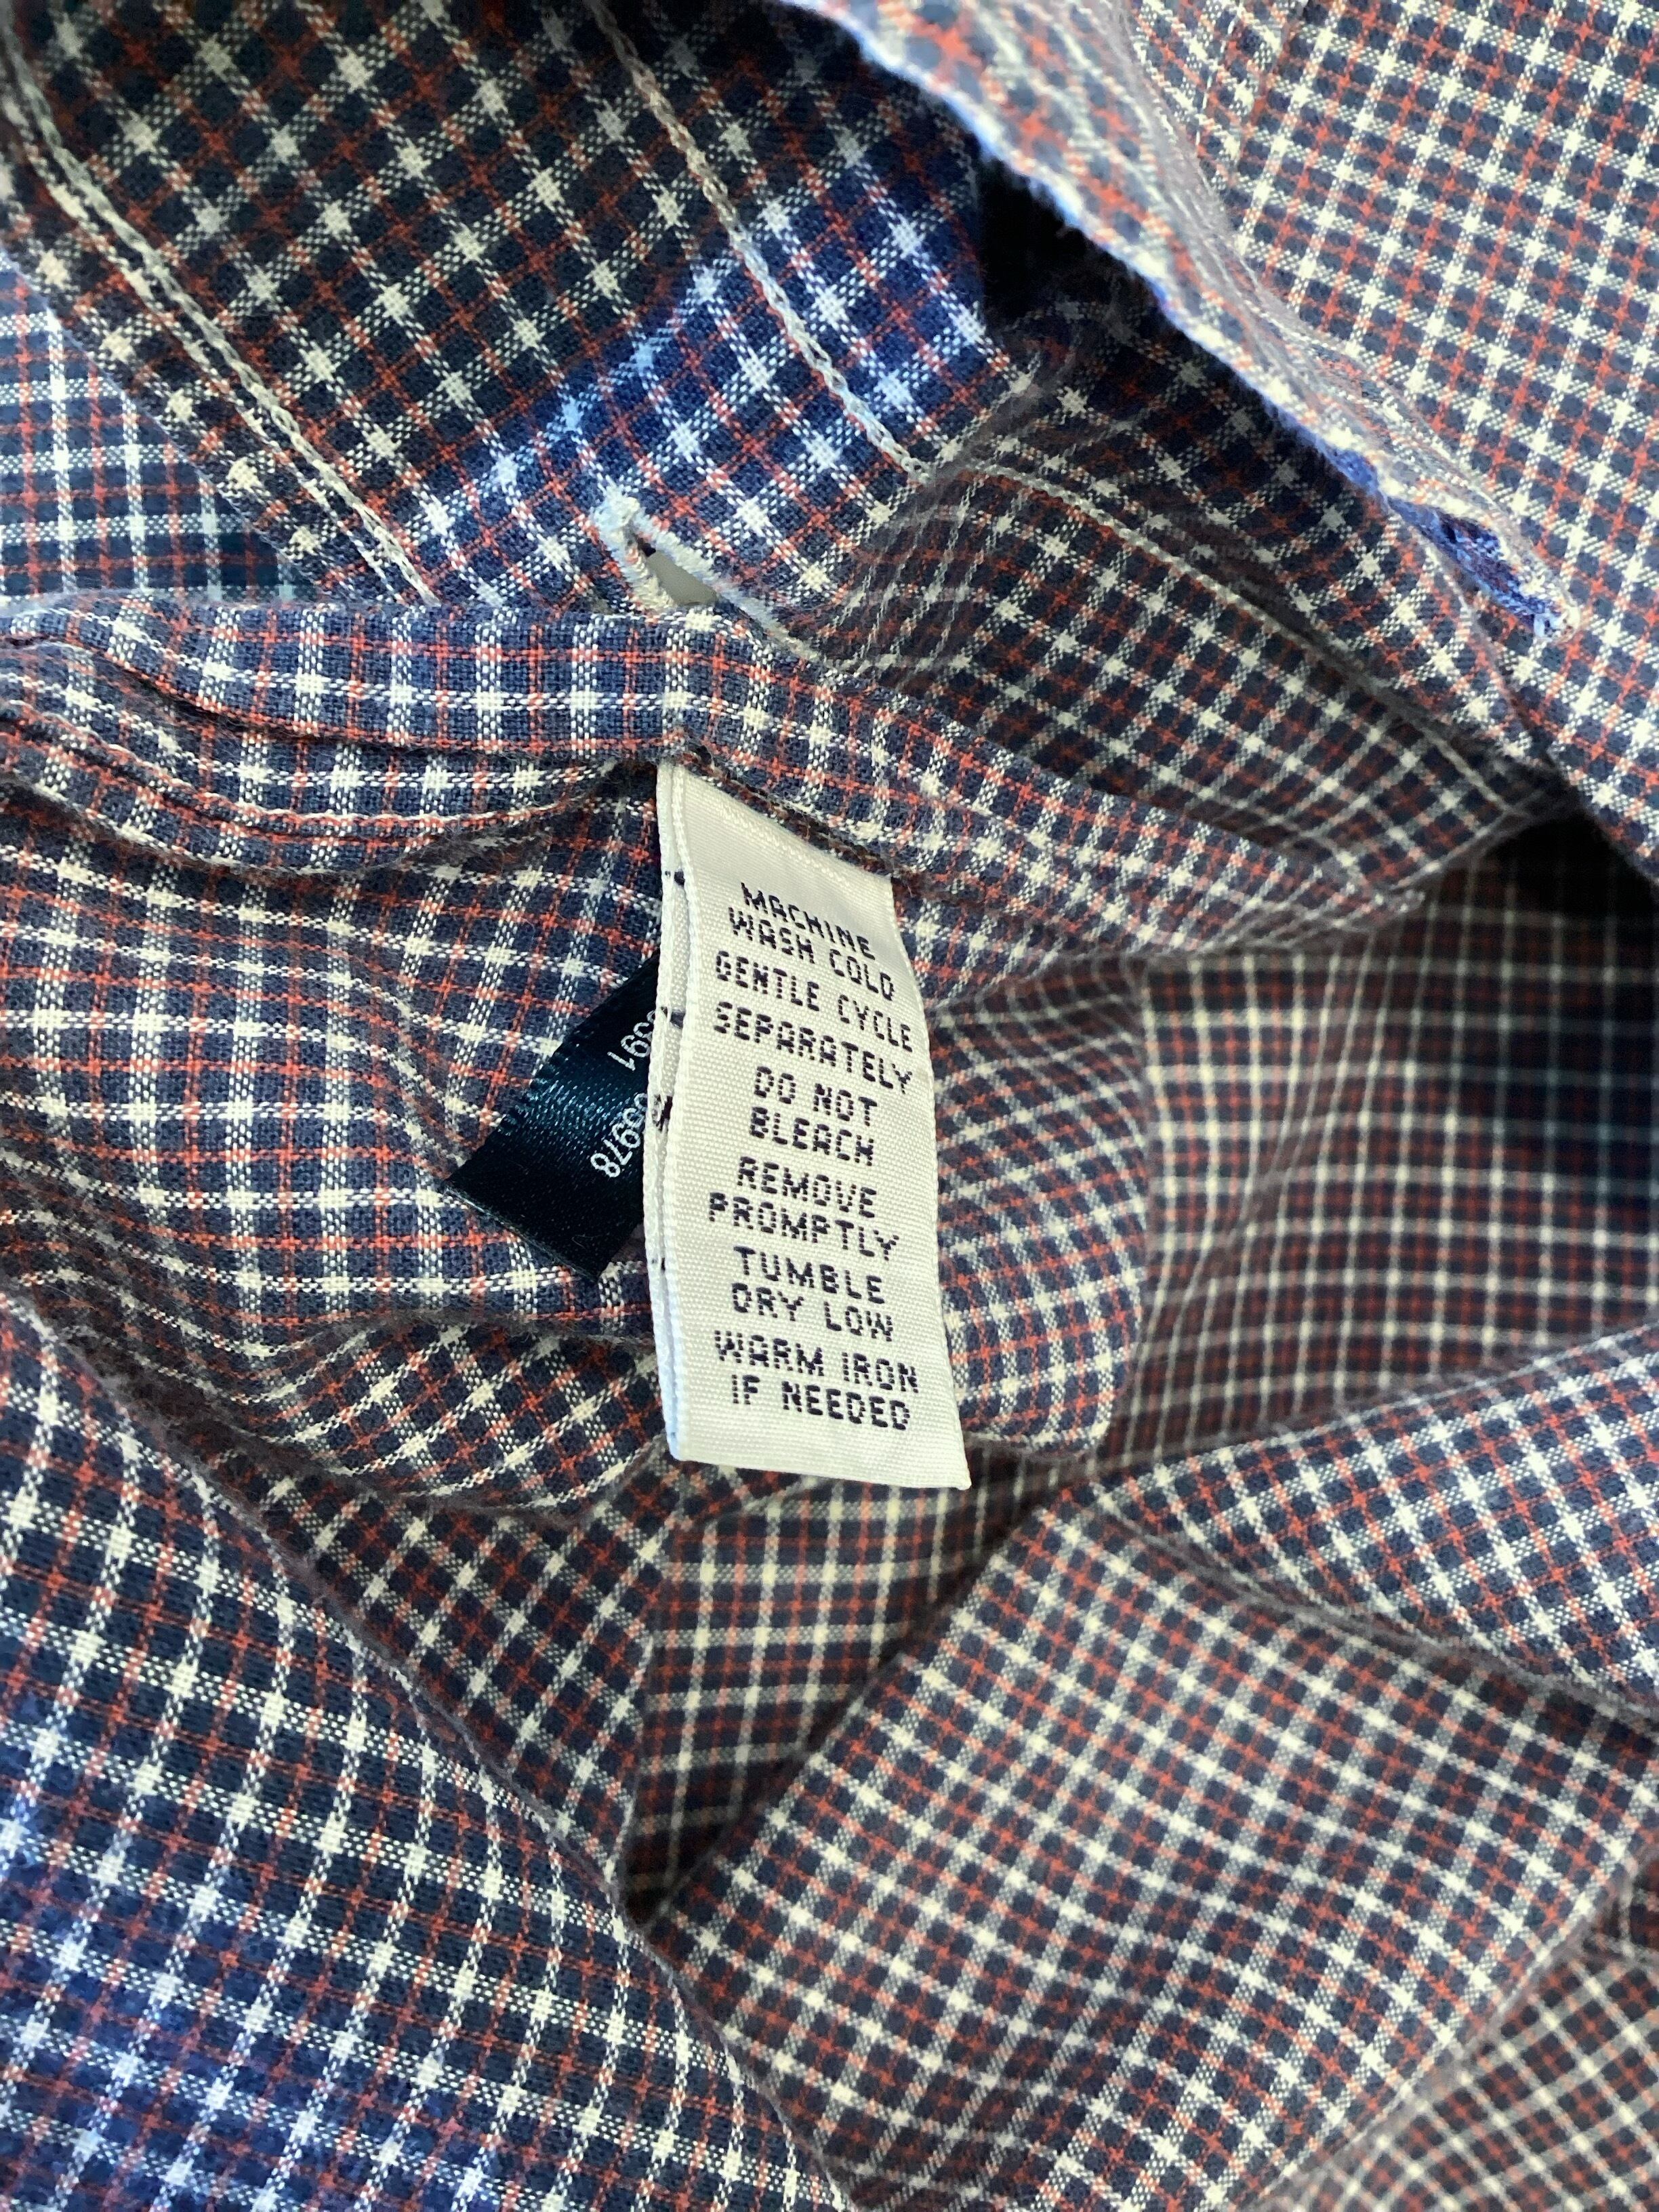 MACHINE
WASH COLD
GENTLE CYCLE
SEPARATELY
DO NOT
BLEACH
REMOVE
PROMPTLY
TUMBLE
DRY LOW
WARM IRON
IF NEEDED